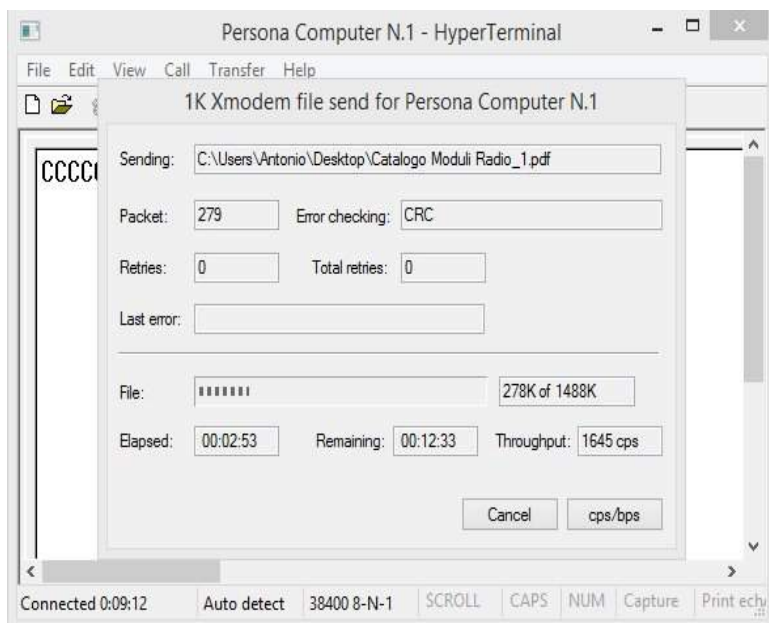 Persona Computer N.1 - HyperTerminal
File Edit View Call Transfer Help
1K Xmodem file send for Persona Computer N.1
CCCC
Sending: C:\Users\Antonio\Desktop\Catalogo Moduli Radio_1.pdf
Packet: 279 Error checking: CRC
Retries: 0 Total retries: 0
Last error:
File: 278K of 1488K
Elapsed: 00:02:53 Remaining: 00:12:33 Throughput: 1645 cps
Cancel cps/bps
Connected 0:09:12 Auto detect 38400 8-N-1 SCROLL CAPS NUM Capture Print echo